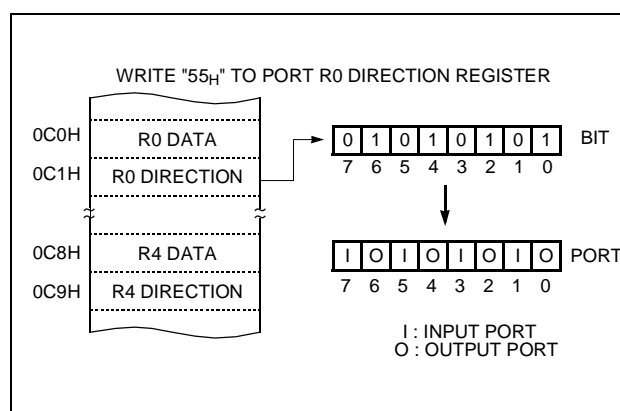 WRITE "55H" TO PORT R0 DIRECTION REGISTER
0C0H R0 DATA
0C1H R0 DIRECTION
0 1 0 1 0 1 0 1 BIT
7 6 5 4 3 2 1 0
0C8H R4 DATA
0C9H R4 DIRECTION
I O I O I O I O PORT
7 6 5 4 3 2 1 0
I : INPUT PORT
O : OUTPUT PORT